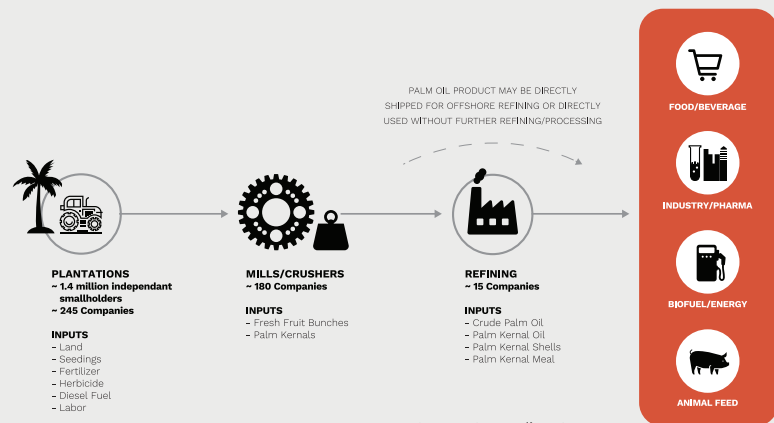 PALM OIL PRODUCT MAY BE DIRECTLY
SHIPPED FOR OFFSHORE REFINING OR DIRECTLY
USED WITHOUT FURTHER REFINING/PROCESSING
PLANTATIONS
~ 1.4 million independant
smallholders
~ 245 Companies
INPUTS
- Land
- Seedings
- Fertilizer
- Herbicide
- Diesel Fuel
- Labor
MILLS/CRUSHERS
~ 180 Companies
INPUTS
- Fresh Fruit Bunches
- Palm Kernals
REFINING
~ 15 Companies
INPUTS
- Crude Palm Oil
- Palm Kernal Oil
- Palm Kernal Shells
- Palm Kernal Meal
FOOD/BEVERAGE
INDUSTRY/PHARMA
BIOFUEL/ENERGY
ANIMAL FEED